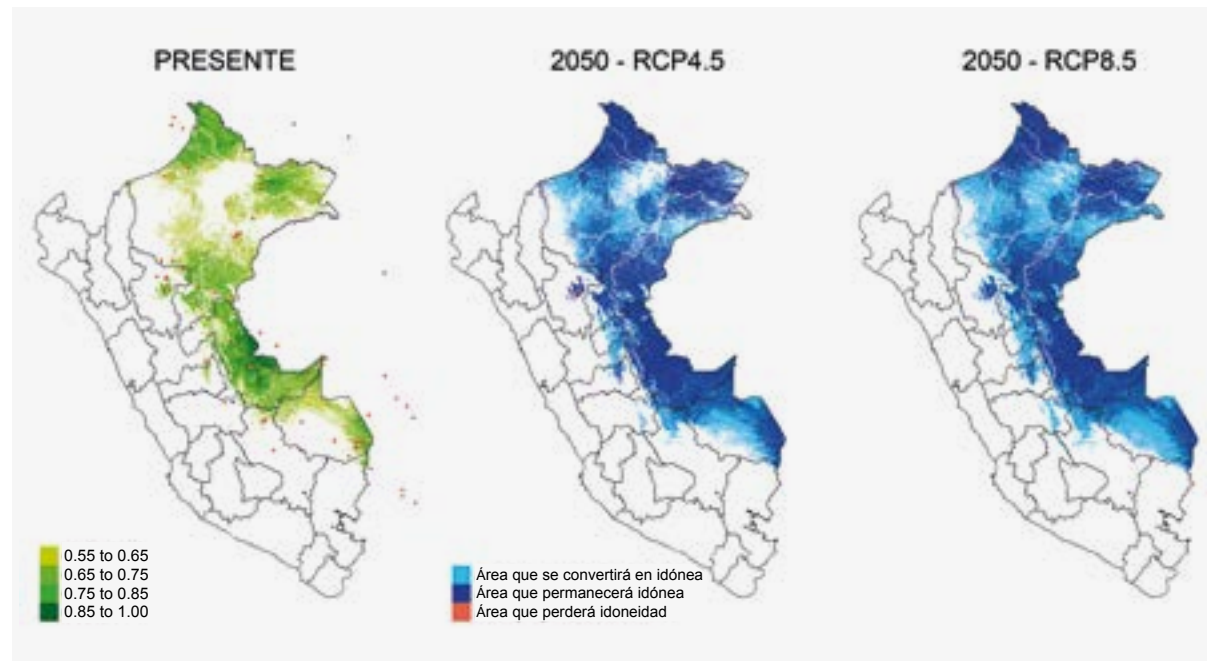 PRESENTE
2050 - RCP4.5
2050 - RCP8.5
0.55 to 0.65
0.65 to 0.75
0.75 to 0.85
0.85 to 1.00
Área que se convertirá en idónea
Área que permanecerá idónea
Área que perderá idoneidad